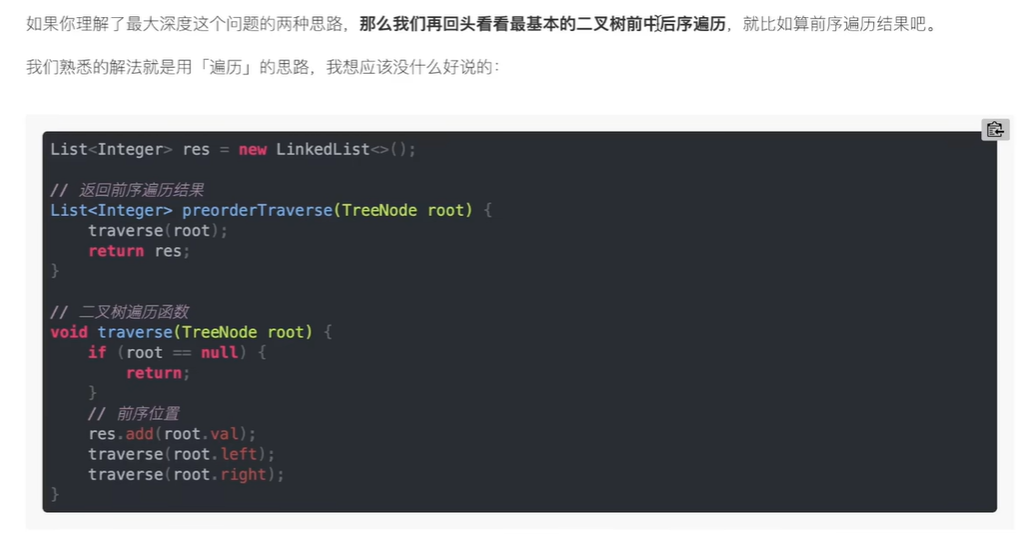 如果你理解了最大深度这个问题的两种思路，那么我们再回头看看最基本的二叉树前中后序遍历，就比如算前序遍历结果吧。
我们熟悉的解法就是用「遍历」的思路，我想应该没什么好说的：
List<Integer> res = new LinkedList<>();
// 返回前序遍历结果
List<Integer> preorderTraverse(TreeNode root) {
    traverse(root);
    return res;
}
// 二叉树遍历函数
void traverse(TreeNode root) {
    if (root == null) {
        return;
    }
    // 前序位置
    res.add(root.val);
    traverse(root.left);
    traverse(root.right);
}